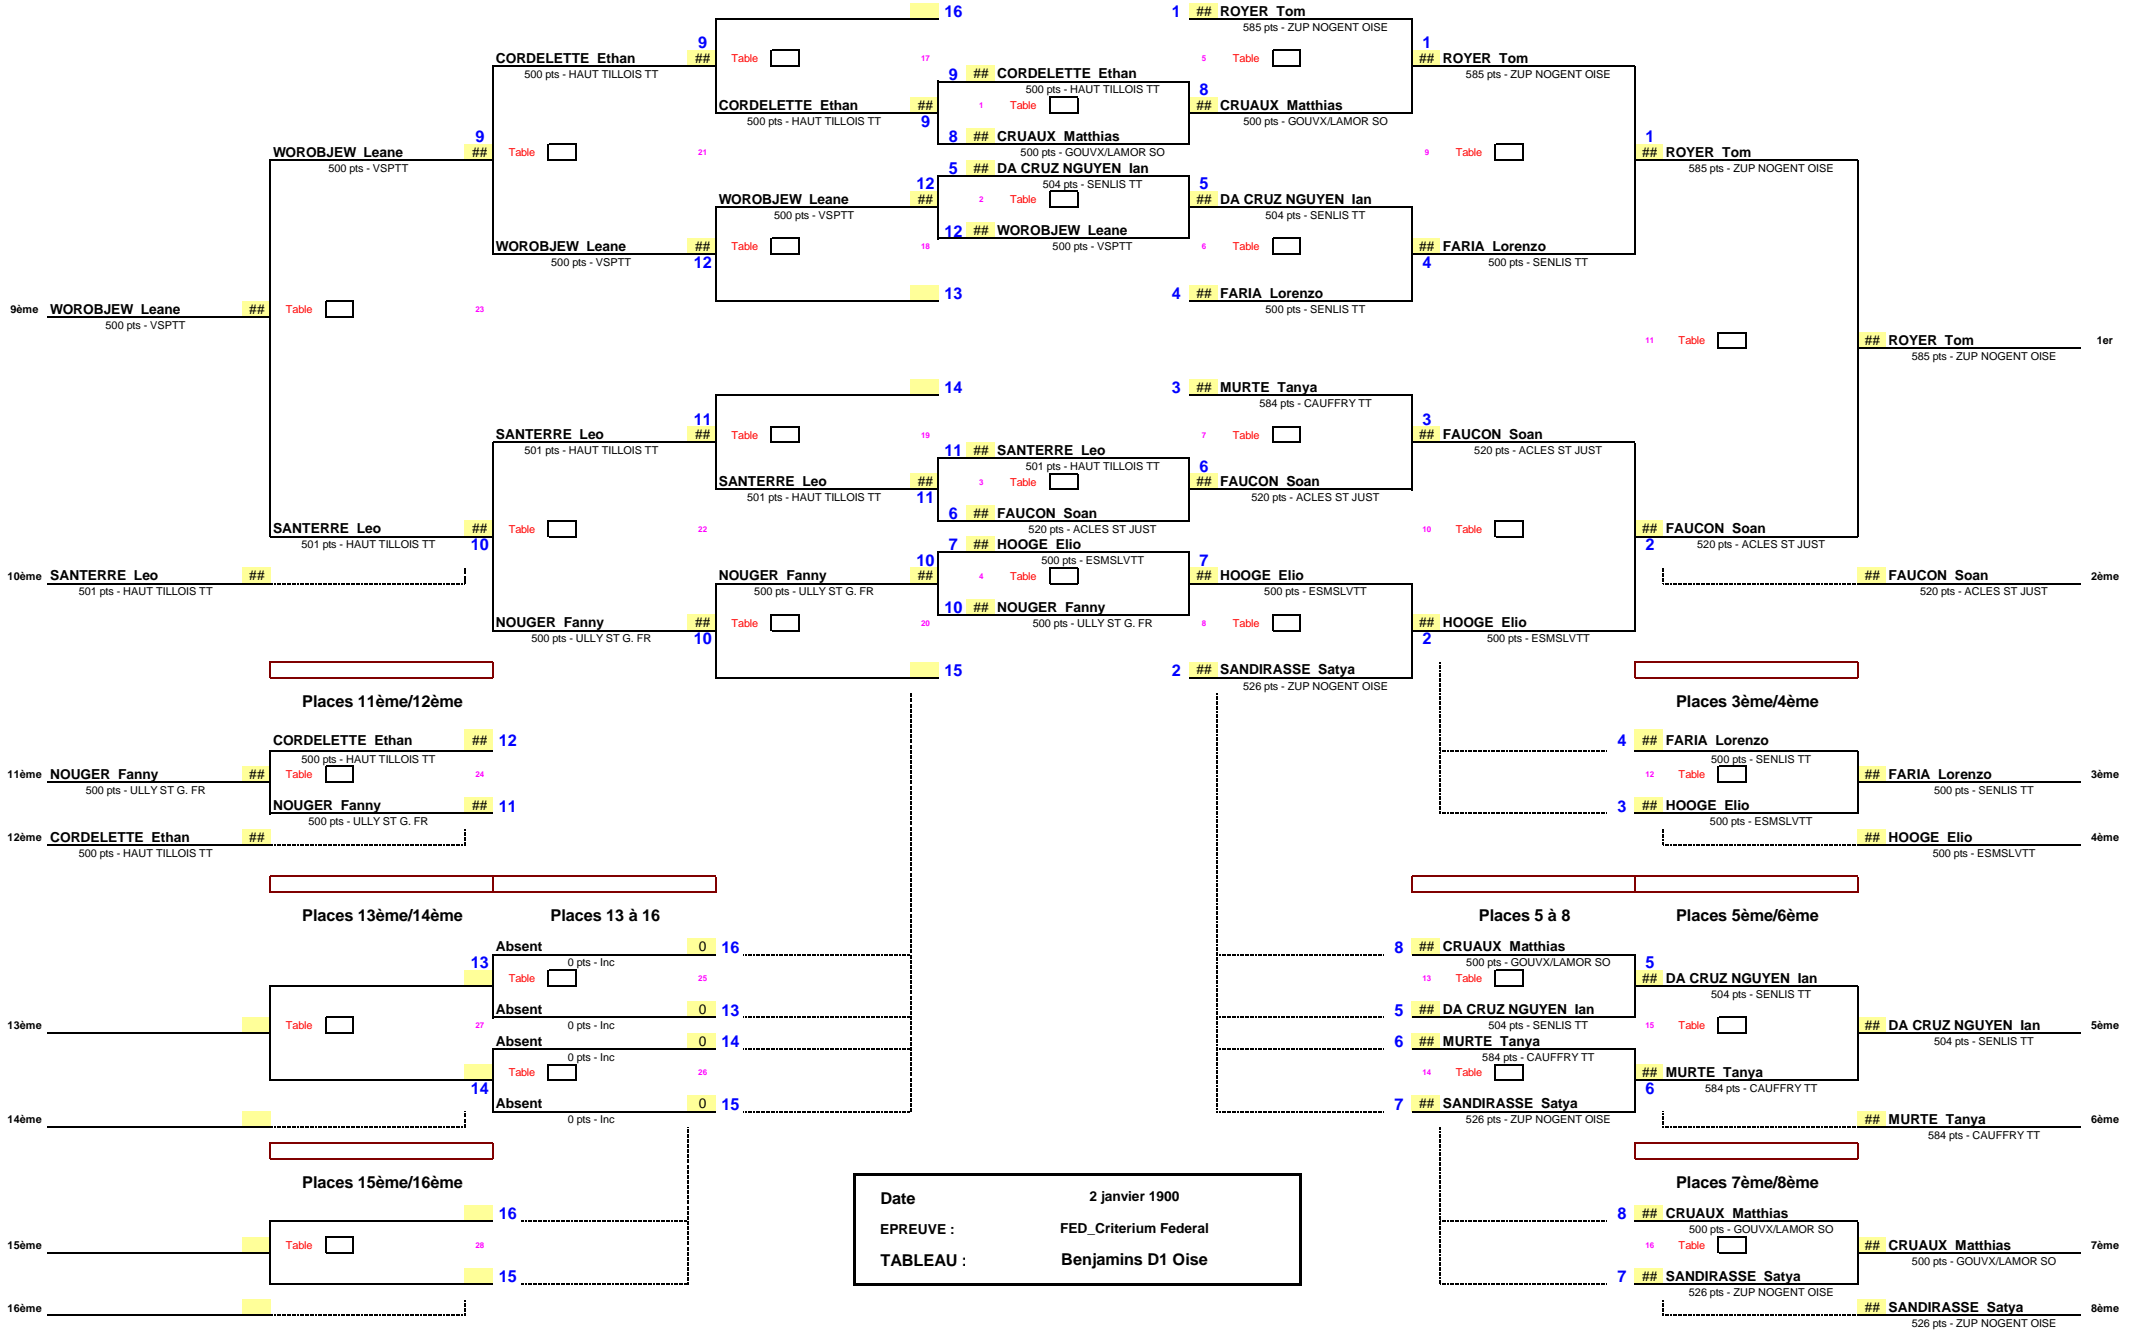 16 1 ## ROYER Tom
585 pts - ZUP NOGENT OISE
9 1
CORDELETTE Ethan ## Table 17 5 Table ## ROYER Tom
500 pts - HAUT TILLOIS TT 9 ## CORDELETTE Ethan 585 pts - ZUP NOGENT OISE
500 pts - HAUT TILLOIS TT 8
CORDELETTE Ethan ## 1 Table ## CRUAUX Matthias
500 pts - HAUT TILLOIS TT 9 500 pts - GOUVX/LAMOR SO
9 8 ## CRUAUX Matthias 1
WOROBJEW Leane ## Table 21 500 pts - GOUVX/LAMOR SO 9 Table ## ROYER Tom
500 pts - VSPTT 5 ## DA CRUZ NGUYEN Ian 585 pts - ZUP NOGENT OISE
12 504 pts - SENLIS TT 5
WOROBJEW Leane ## 2 Table ## DA CRUZ NGUYEN Ian
500 pts - VSPTT 504 pts - SENLIS TT
12 ## WOROBJEW Leane
WOROBJEW Leane ## Table 18 500 pts - VSPTT 6 Table ## FARIA Lorenzo
500 pts - VSPTT 12 4 500 pts - SENLIS TT
13 4 ## FARIA Lorenzo
500 pts - SENLIS TT
9ème WOROBJEW Leane ## Table 23
500 pts - VSPTT
11 Table ## ROYER Tom 1er
585 pts - ZUP NOGENT OISE
14 3 ## MURTE Tanya
584 pts - CAUFFRY TT
11 3
SANTERRE Leo ## Table 19 7 Table ## FAUCON Soan
501 pts - HAUT TILLOIS TT 11 ## SANTERRE Leo 520 pts - ACLES ST JUST
501 pts - HAUT TILLOIS TT 6
SANTERRE Leo ## 3 Table ## FAUCON Soan
501 pts - HAUT TILLOIS TT 11 520 pts - ACLES ST JUST
6 ## FAUCON Soan
SANTERRE Leo ## Table 22 520 pts - ACLES ST JUST 10 Table ## FAUCON Soan
501 pts - HAUT TILLOIS TT 10 7 ## HOOGE Elio 2 520 pts - ACLES ST JUST
10 500 pts - ESMSLVTT 7
10ème SANTERRE Leo ## NOUGER Fanny ## 4 Table ## HOOGE Elio ## FAUCON Soan 2ème
501 pts - HAUT TILLOIS TT 500 pts - ULLY ST G. FR 500 pts - ESMSLVTT 520 pts - ACLES ST JUST
10 ## NOUGER Fanny
NOUGER Fanny ## Table 20 500 pts - ULLY ST G. FR 8 Table ## HOOGE Elio
500 pts - ULLY ST G. FR 10 2 500 pts - ESMSLVTT
15 2 ## SANDIRASSE Satya
526 pts - ZUP NOGENT OISE
Places 11ème/12ème Places 3ème/4ème
CORDELETTE Ethan ## 12 4 ## FARIA Lorenzo
500 pts - HAUT TILLOIS TT 500 pts - SENLIS TT
11ème NOUGER Fanny ## Table 24 12 Table ## FARIA Lorenzo 3ème
500 pts - ULLY ST G. FR 500 pts - SENLIS TT
NOUGER Fanny ## 11 3 ## HOOGE Elio
500 pts - ULLY ST G. FR 500 pts - ESMSLVTT
12ème CORDELETTE Ethan ## ## HOOGE Elio 4ème
500 pts - HAUT TILLOIS TT 500 pts - ESMSLVTT
Places 13ème/14ème Places 13 à 16 Places 5 à 8 Places 5ème/6ème
Absent 0 16 8 ## CRUAUX Matthias
13 0 pts - Inc 500 pts - GOUVX/LAMOR SO 5
Table 25 13 Table ## DA CRUZ NGUYEN Ian
504 pts - SENLIS TT
Absent 0 13 5 ## DA CRUZ NGUYEN Ian
13ème Table 27 0 pts - Inc 504 pts - SENLIS TT 15 Table ## DA CRUZ NGUYEN Ian 5ème
Absent 0 14 6 ## MURTE Tanya 504 pts - SENLIS TT
0 pts - Inc 584 pts - CAUFFRY TT
Table 26 14 Table ## MURTE Tanya
14 6 584 pts - CAUFFRY TT
Absent 0 15 7 ## SANDIRASSE Satya
14ème 0 pts - Inc 526 pts - ZUP NOGENT OISE ## MURTE Tanya 6ème
584 pts - CAUFFRY TT
Places 15ème/16ème Places 7ème/8ème
Date 2 janvier 1900
16 8 ## CRUAUX Matthias
EPREUVE : FED_Criterium Federal 500 pts - GOUVX/LAMOR SO
15ème Table 28 16 Table ## CRUAUX Matthias 7ème
TABLEAU : Benjamins D1 Oise 500 pts - GOUVX/LAMOR SO
15 7 ## SANDIRASSE Satya
526 pts - ZUP NOGENT OISE
16ème ## SANDIRASSE Satya 8ème
526 pts - ZUP NOGENT OISE